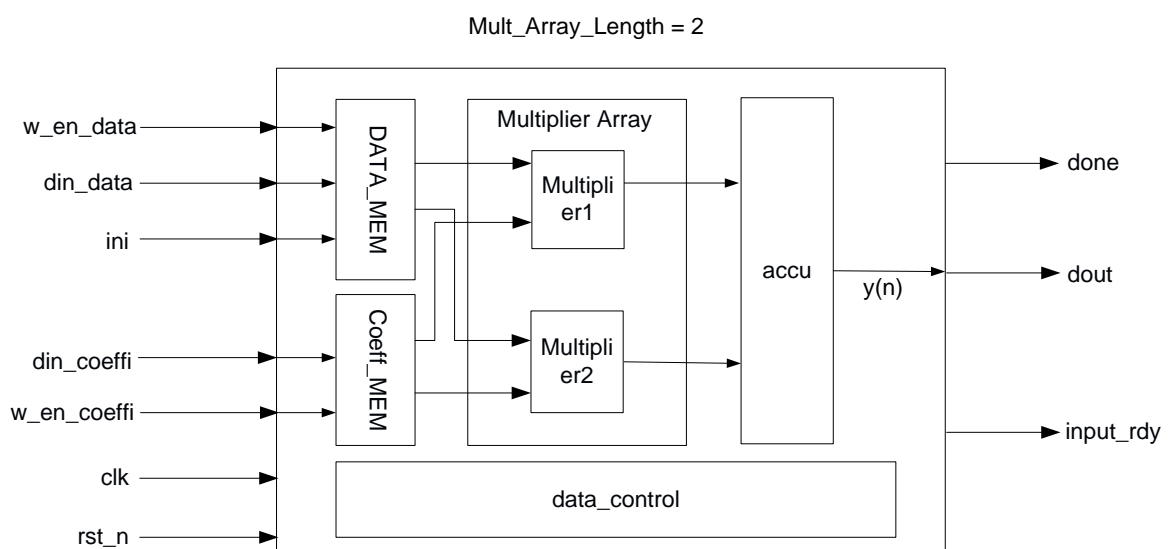 Mult_Array_Length = 2
w_en_data
din_data
ini
din_coeffi
w_en_coeffi
clk
rst_n
DATA_MEM
Coeff_MEM
Multiplier Array
Multipli
er1
Multipli
er2
accu
y(n)
data_control
done
dout
input_rdy